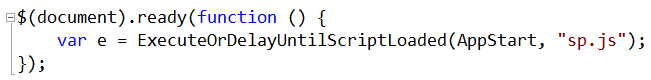 $(document).ready(function () {
    var e = ExecuteOrDelayUntilScriptLoaded(AppStart, "sp.js");
});